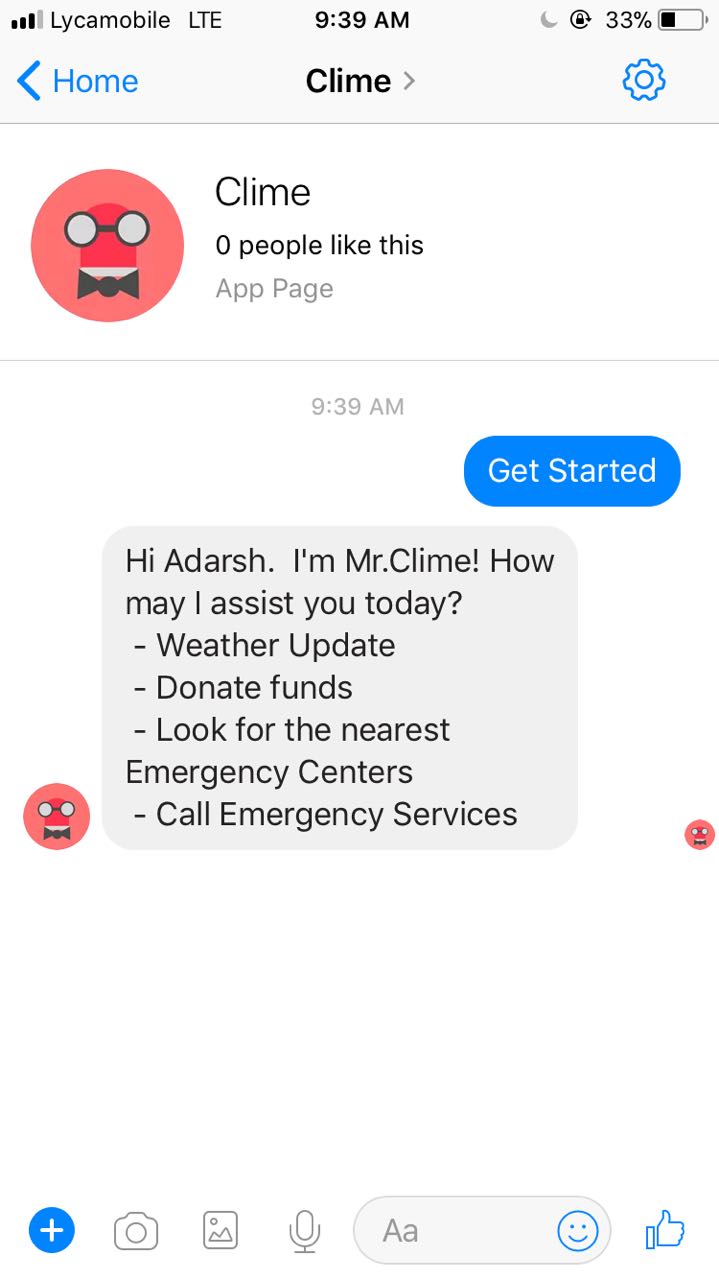 Lycamobile LTE 9:39 AM 33%
Home Clime
Clime
0 people like this
App Page
9:39 AM
Get Started
Hi Adarsh.  I'm Mr.Clime! How
may I assist you today?
- Weather Update
- Donate funds
- Look for the nearest
Emergency Centers
- Call Emergency Services
Aa